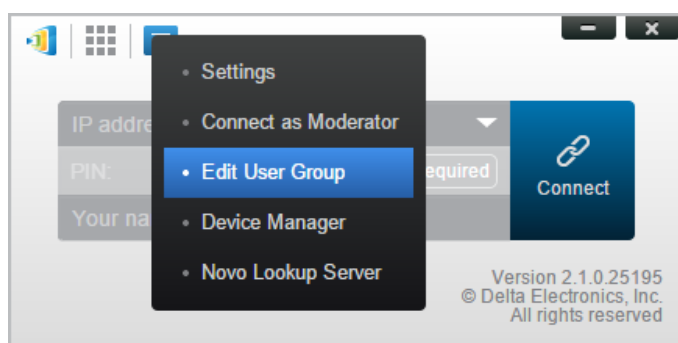 Settings
IP addre
Connect as Moderator
PIN:
Edit User Group
equired
Connect
Your na
Device Manager
Novo Lookup Server
Version 2.1.0.25195
© Delta Electronics, Inc.
All rights reserved